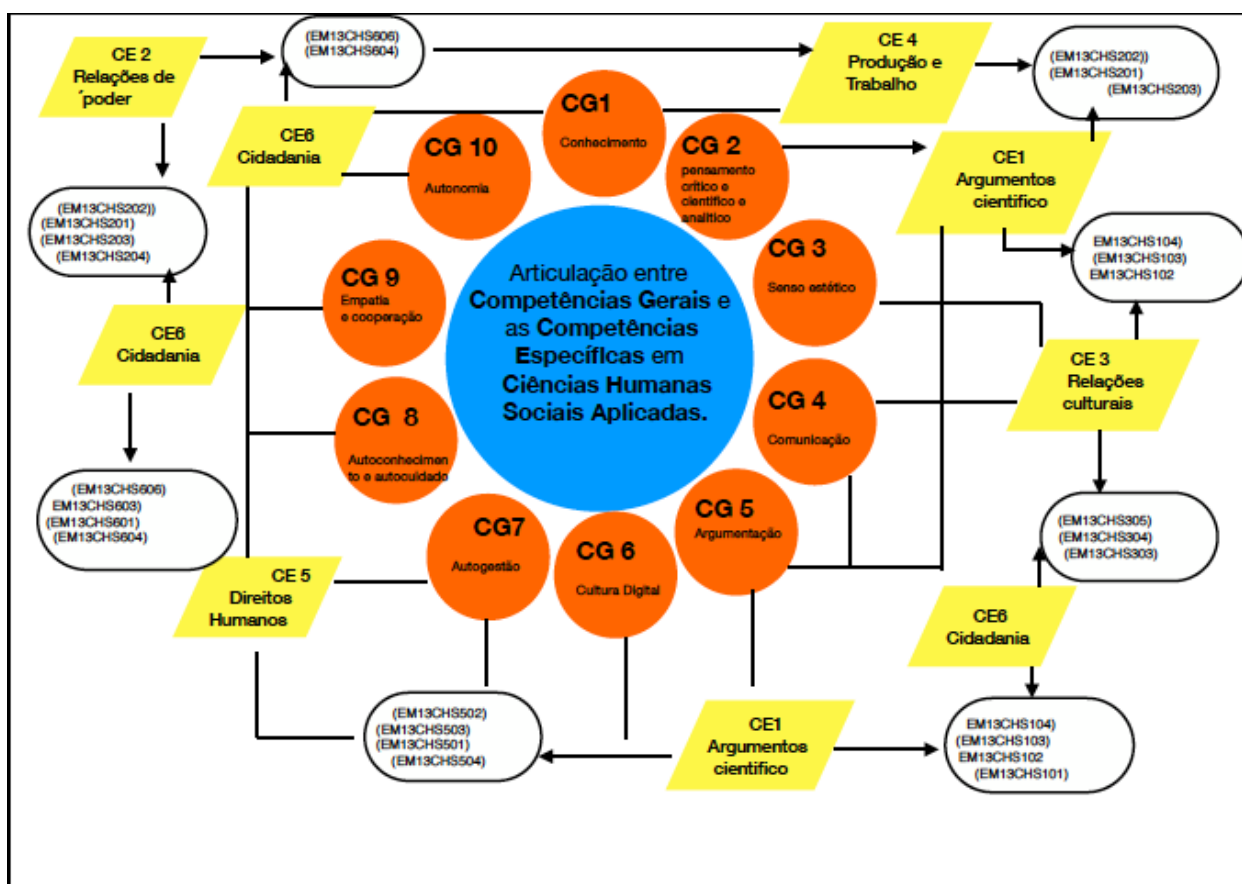 CE 2
Relações de
´poder
(EM13CHS606)
(EM13CHS604)
CE 4
Produção e
Trabalho
(EM13CHS202))
(EM13CHS201)
(EM13CHS203)
CE6
Cidadania
CG 10
Autonomia
CG1
Conhecimento
CG 2
pensamento
crítico e
científico e
analítico
CE1
Argumentos
científico
(EM13CHS202))
(EM13CHS201)
(EM13CHS203)
(EM13CHS204)
CG 9
Empatia
e cooperação
Articulação entre
Competências Gerais e
as Competências
Específicas em
Ciências Humanas
Sociais Aplicadas.
CG 3
Senso estético
EM13CHS104)
(EM13CHS103)
EM13CHS102
CE6
Cidadania
CG 8
Autoconhecimen
to e autocuidado
CG 4
Comunicação
CE 3
Relações
culturais
(EM13CHS606)
EM13CHS603)
(EM13CHS601)
(EM13CHS604)
CG7
Autogestão
CG 6
Cultura Digital
CG 5
Argumentação
(EM13CHS305)
(EM13CHS304)
(EM13CHS303)
CE 5
Direitos
Humanos
CE6
Cidadania
(EM13CHS502)
(EM13CHS503)
(EM13CHS501)
(EM13CHS504)
CE1
Argumentos
científico
EM13CHS104)
(EM13CHS103)
EM13CHS102
(EM13CHS101)